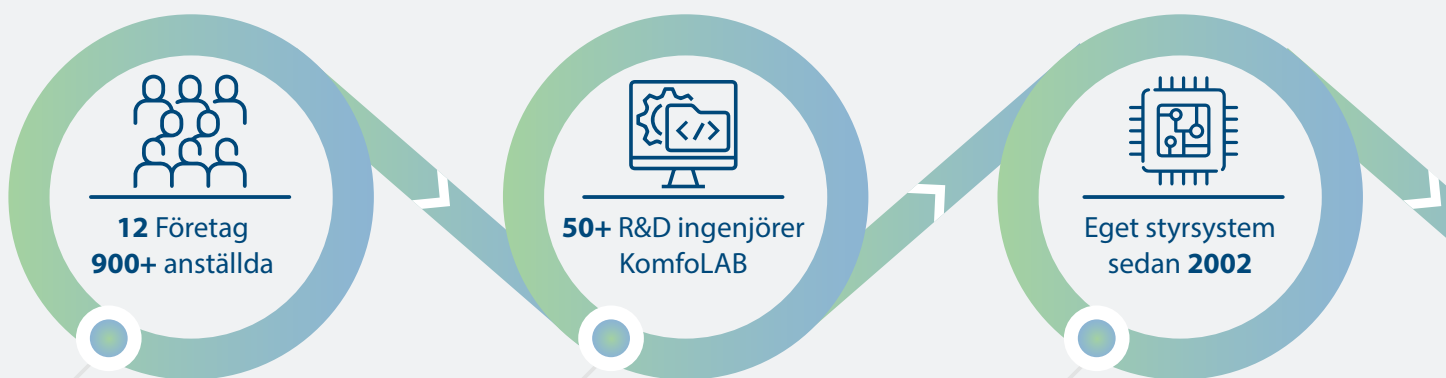 12 Företag
900+ anställda
50+ R&D ingenjörer
KomfoLAB
Eget styrsystem
sedan 2002